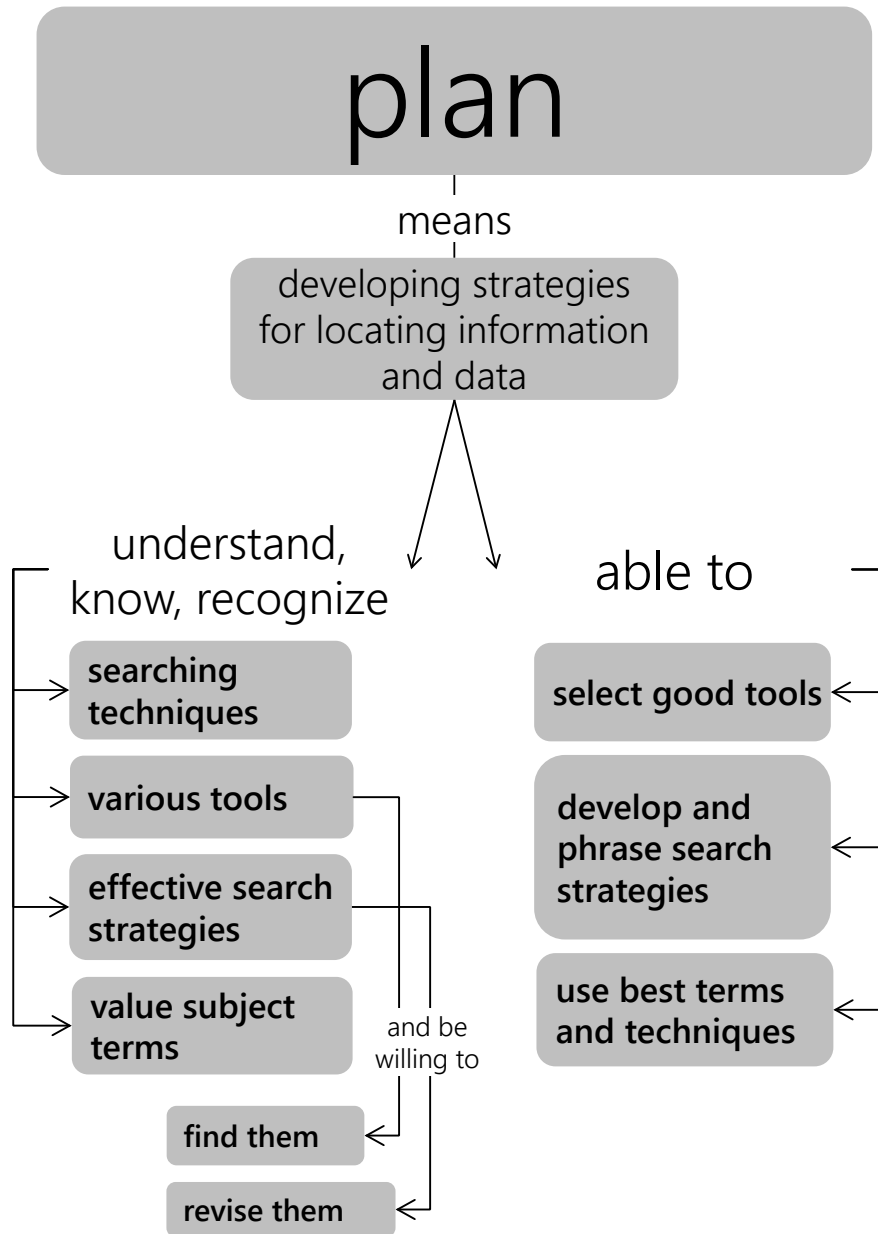 plan
means
developing strategies
for locating information
and data
understand,
know, recognize
searching
techniques
various tools
effective search
strategies
value subject
terms
and be
willing to
find them
revise them
able to
select good tools
develop and
phrase search
strategies
use best terms
and techniques